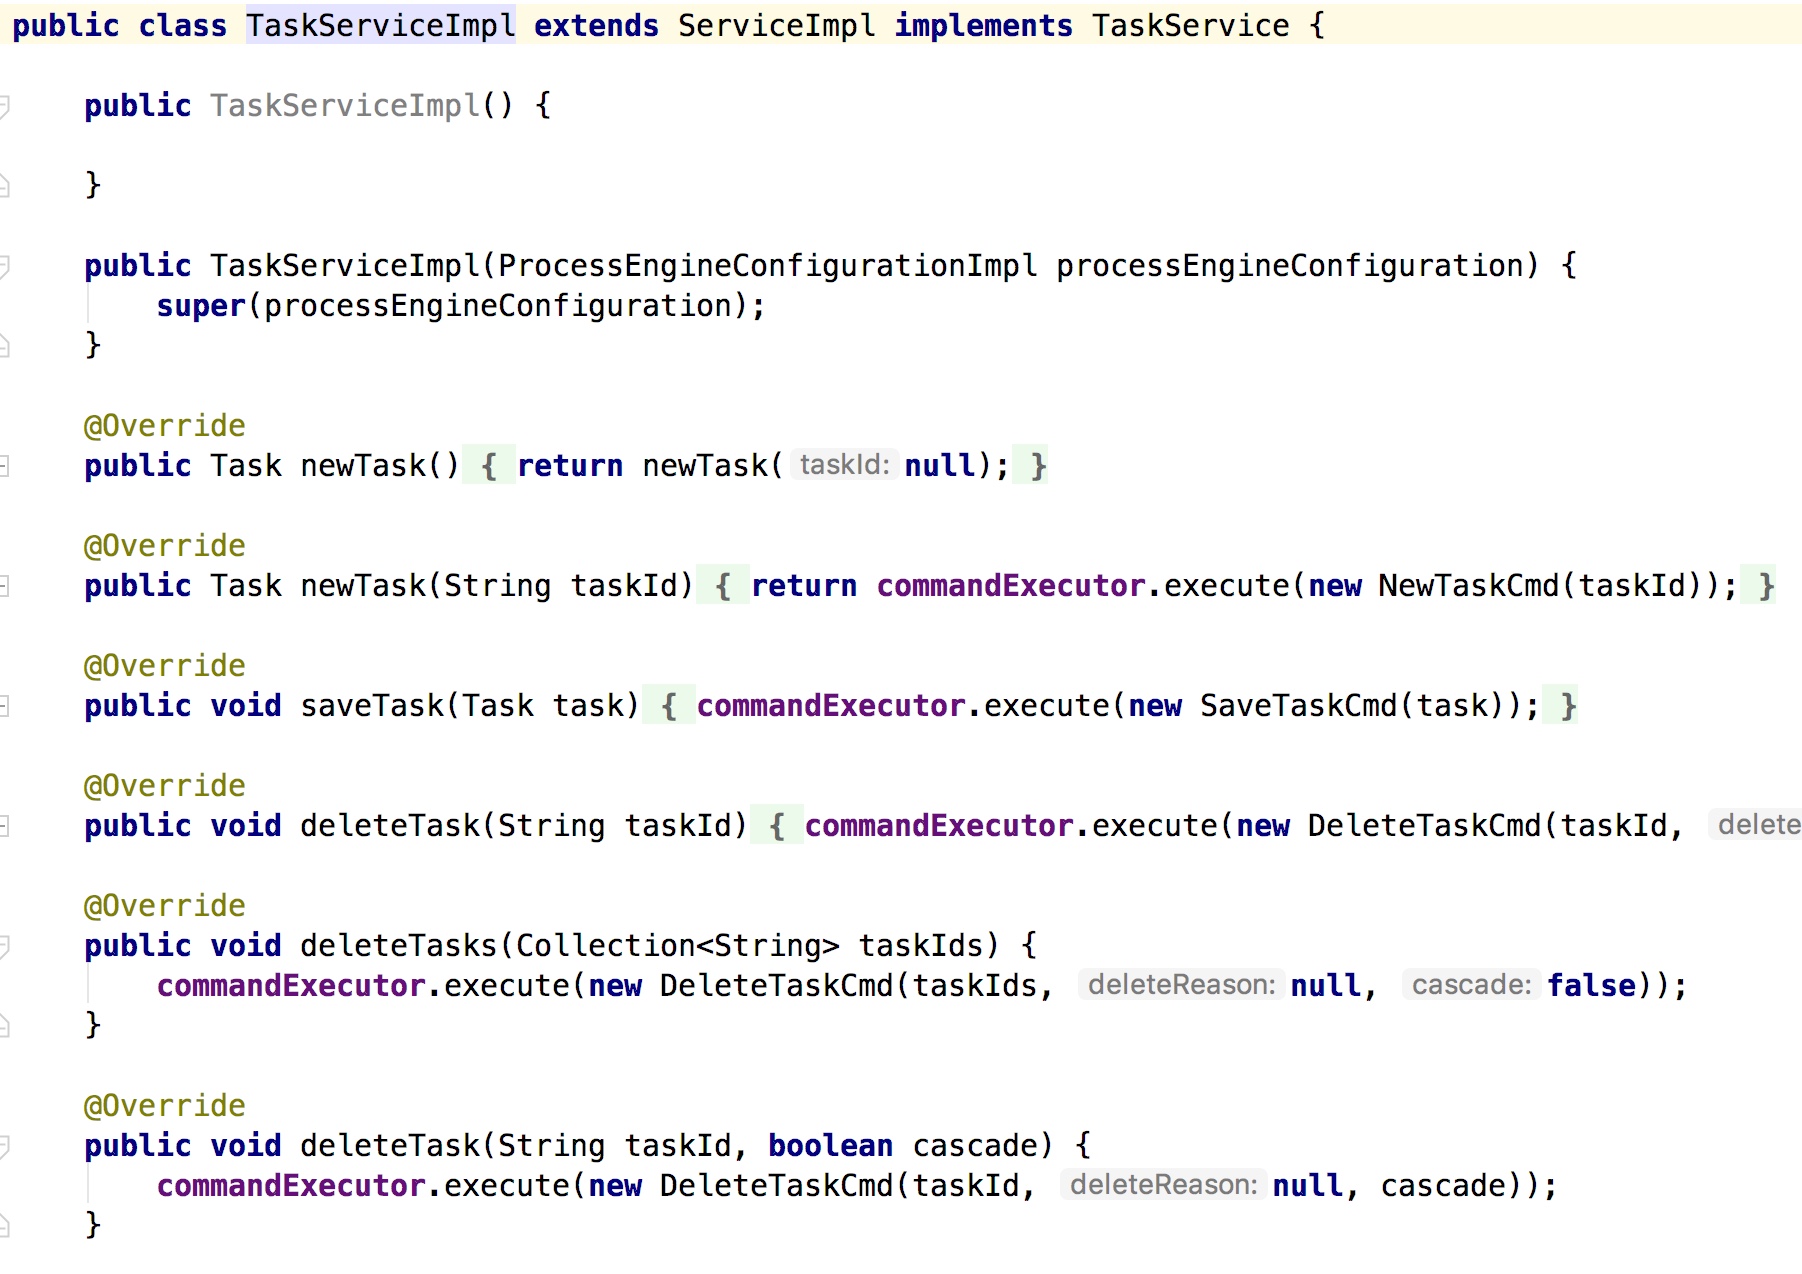 public class TaskServiceImpl extends ServiceImpl implements TaskService {
public TaskServiceImpl() {
}
public TaskServiceImpl(ProcessEngineConfigurationImpl processEngineConfiguration) {
super(processEngineConfiguration);
}
@Override
public Task newTask() { return newTask( taskId: null); }
@Override
public Task newTask(String taskId) { return commandExecutor.execute(new NewTaskCmd(taskId)); }
@Override
public void saveTask(Task task) { commandExecutor.execute(new SaveTaskCmd(task)); }
@Override
public void deleteTask(String taskId) { commandExecutor.execute(new DeleteTaskCmd(taskId, delete
@Override
public void deleteTasks(Collection<String> taskIds) {
commandExecutor.execute(new DeleteTaskCmd(taskIds, deleteReason: null, cascade: false));
}
@Override
public void deleteTask(String taskId, boolean cascade) {
commandExecutor.execute(new DeleteTaskCmd(taskId, deleteReason: null, cascade));
}